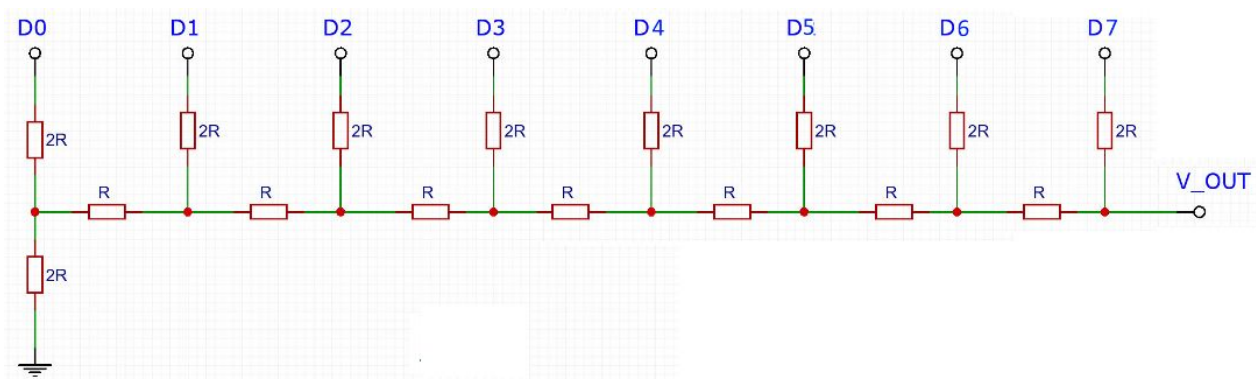 D0 D1 D2 D3 D4 D5 D6 D7
2R 2R 2R 2R 2R 2R 2R 2R
R R R R R R R V_OUT
2R